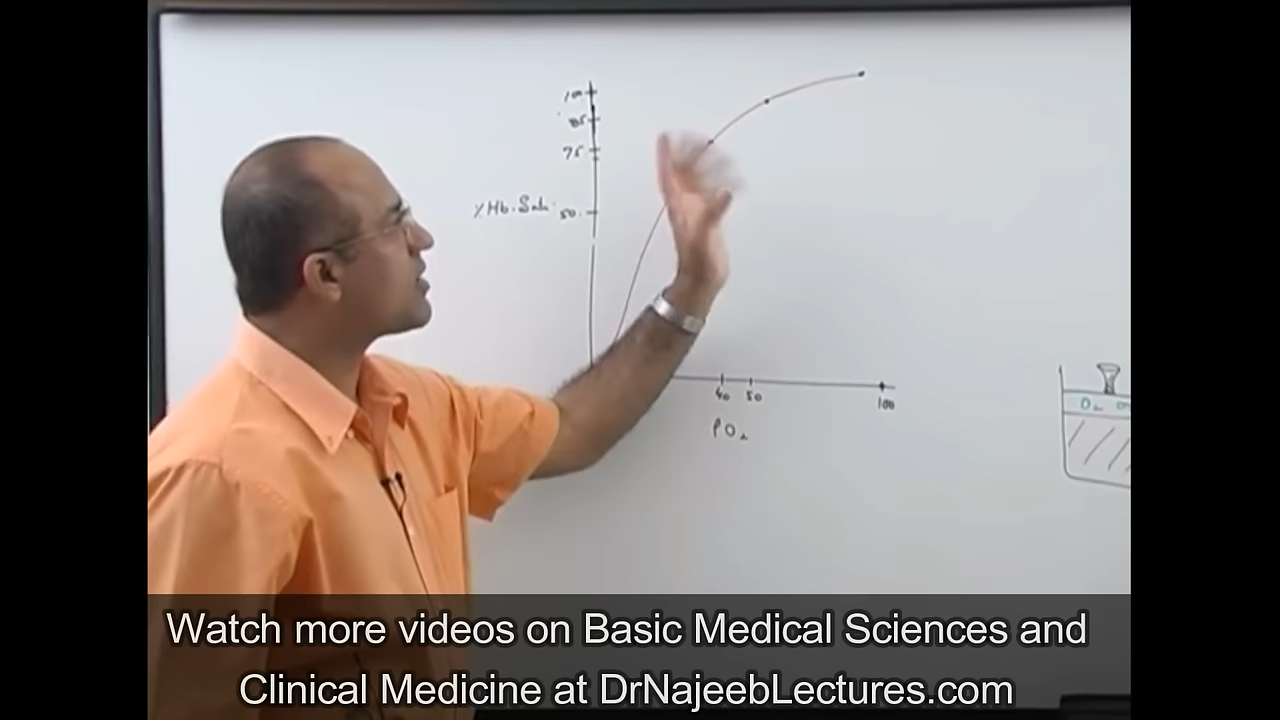 100
85
75
% Hb. Sat.
50
40
50
100
PO₂
O₂
Watch more videos on Basic Medical Sciences and
Clinical Medicine at DrNajeebLectures.com